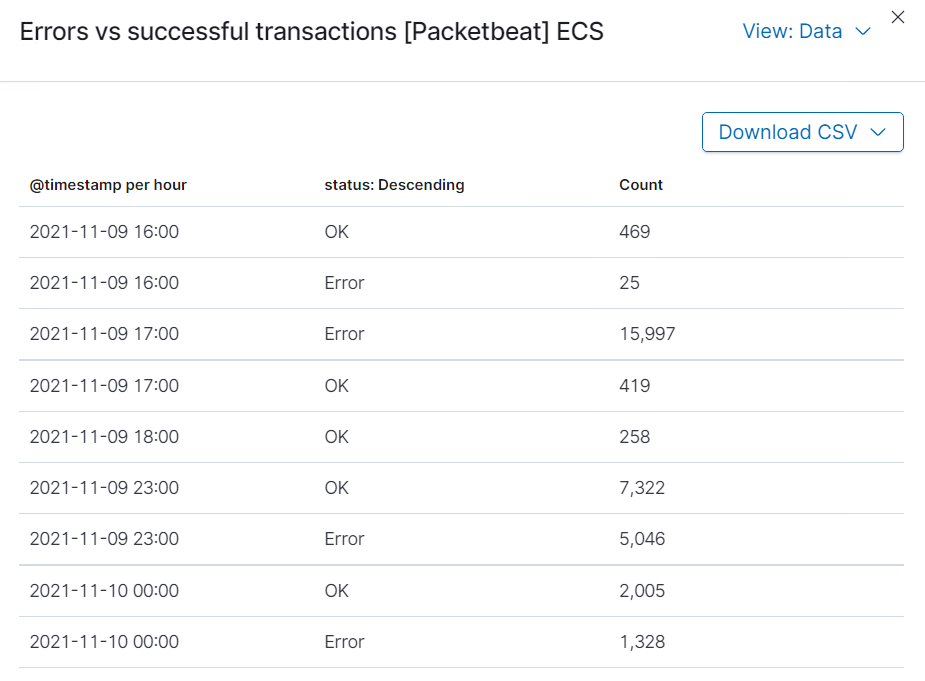 Errors vs successful transactions [Packetbeat] ECS
View: Data
Download CSV
@timestamp per hour status: Descending Count
2021-11-09 16:00 OK 469
2021-11-09 16:00 Error 25
2021-11-09 17:00 Error 15,997
2021-11-09 17:00 OK 419
2021-11-09 18:00 OK 258
2021-11-09 23:00 OK 7,322
2021-11-09 23:00 Error 5,046
2021-11-10 00:00 OK 2,005
2021-11-10 00:00 Error 1,328